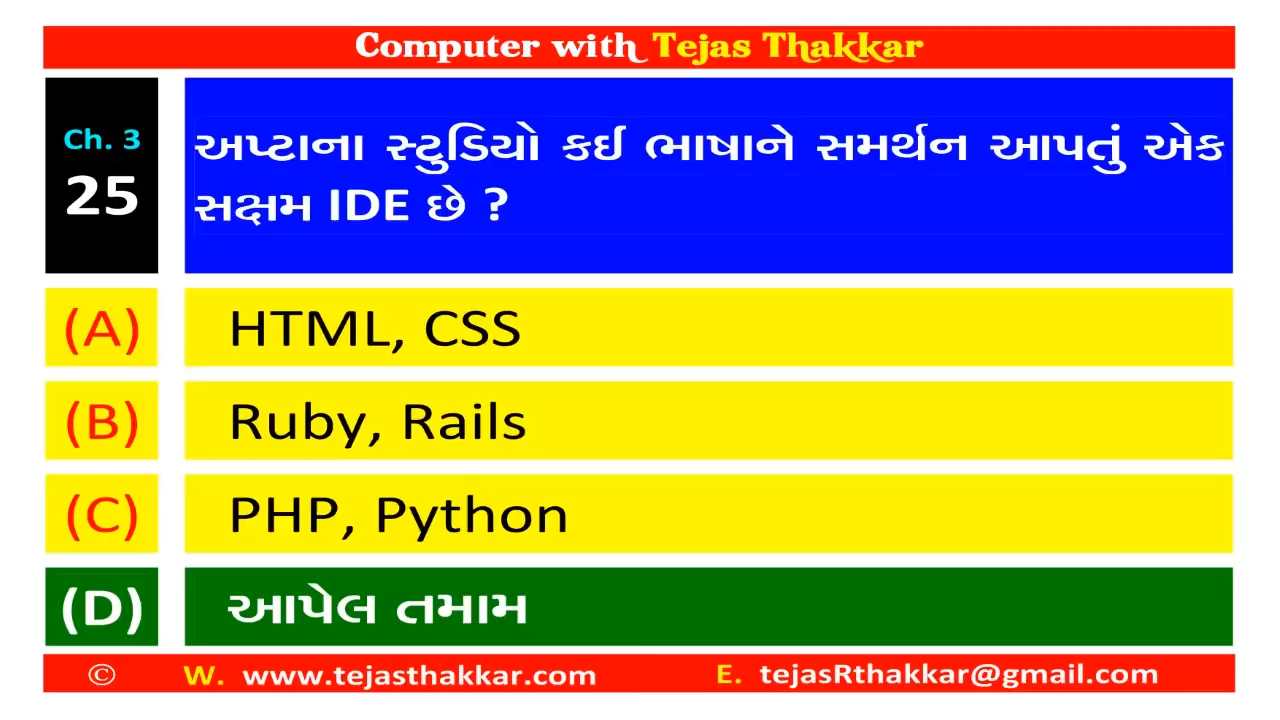 Computer with Tejas Thakkar
Ch. 3
25
અપ્ટાના સ્ટુડિયો કઈ ભાષાને સમર્થન આપતું એક
સક્ષમ IDE છે ?
(A) HTML, CSS
(B) Ruby, Rails
(C) PHP, Python
(D) આપેલ તમામ
© W. www.tejasthakkar.com E. tejasRthakkar@gmail.com